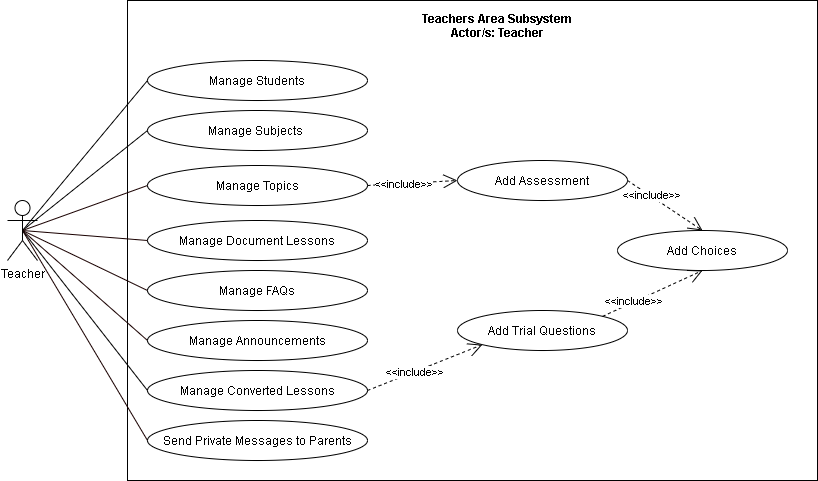 Teachers Area Subsystem
Actor/s: Teacher
Manage Students
Manage Subjects
Manage Topics
<<include>>
Add Assessment
<<include>>
Teacher
Manage Document Lessons
Add Choices
Manage FAQs
<<include>>
Add Trial Questions
Manage Announcements
<<include>>
Manage Converted Lessons
Send Private Messages to Parents